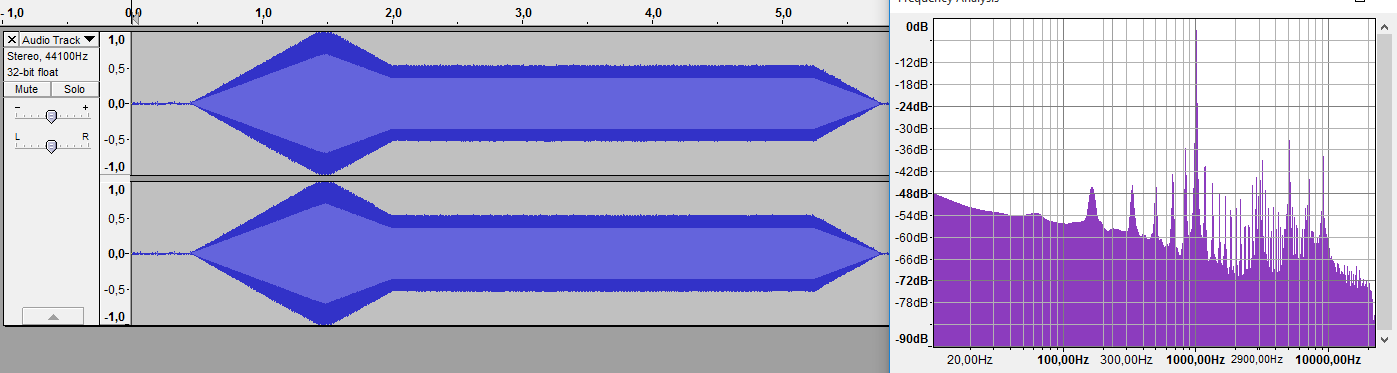 - 1,0 0,0 1,0 2,0 3,0 4,0 5,0
Frequency Analysis
X Audio Track
Stereo, 44100Hz
32-bit float
Mute Solo
- +
L R
1,0
0,5-
0,0-
-0,5-
-1,0
1,0
0,5-
0,0-
-0,5-
-1,0
0dB
-12dB
-18dB
-24dB
-30dB
-36dB
-42dB
-48dB
-54dB
-60dB
-66dB
-72dB
-78dB
-90dB
20,00Hz 100,00Hz 300,00Hz 1000,00Hz 2900,00Hz 10000,00Hz